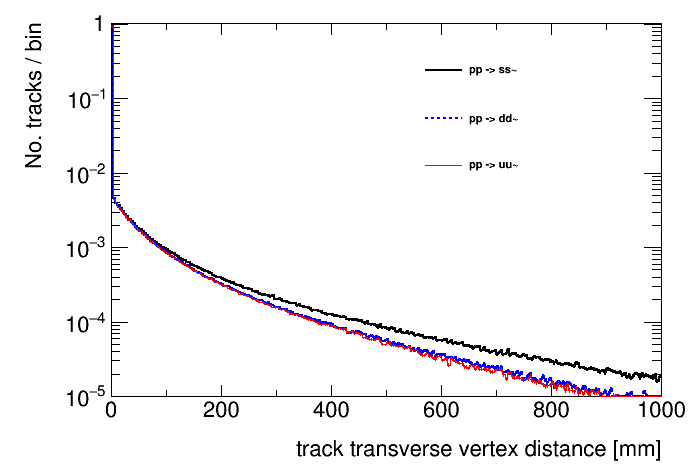 No. tracks / bin
1
10⁻¹
10⁻²
10⁻³
10⁻⁴
10⁻⁵
pp -> ss~
pp -> dd~
pp -> uu~
0 200 400 600 800 1000
track transverse vertex distance [mm]